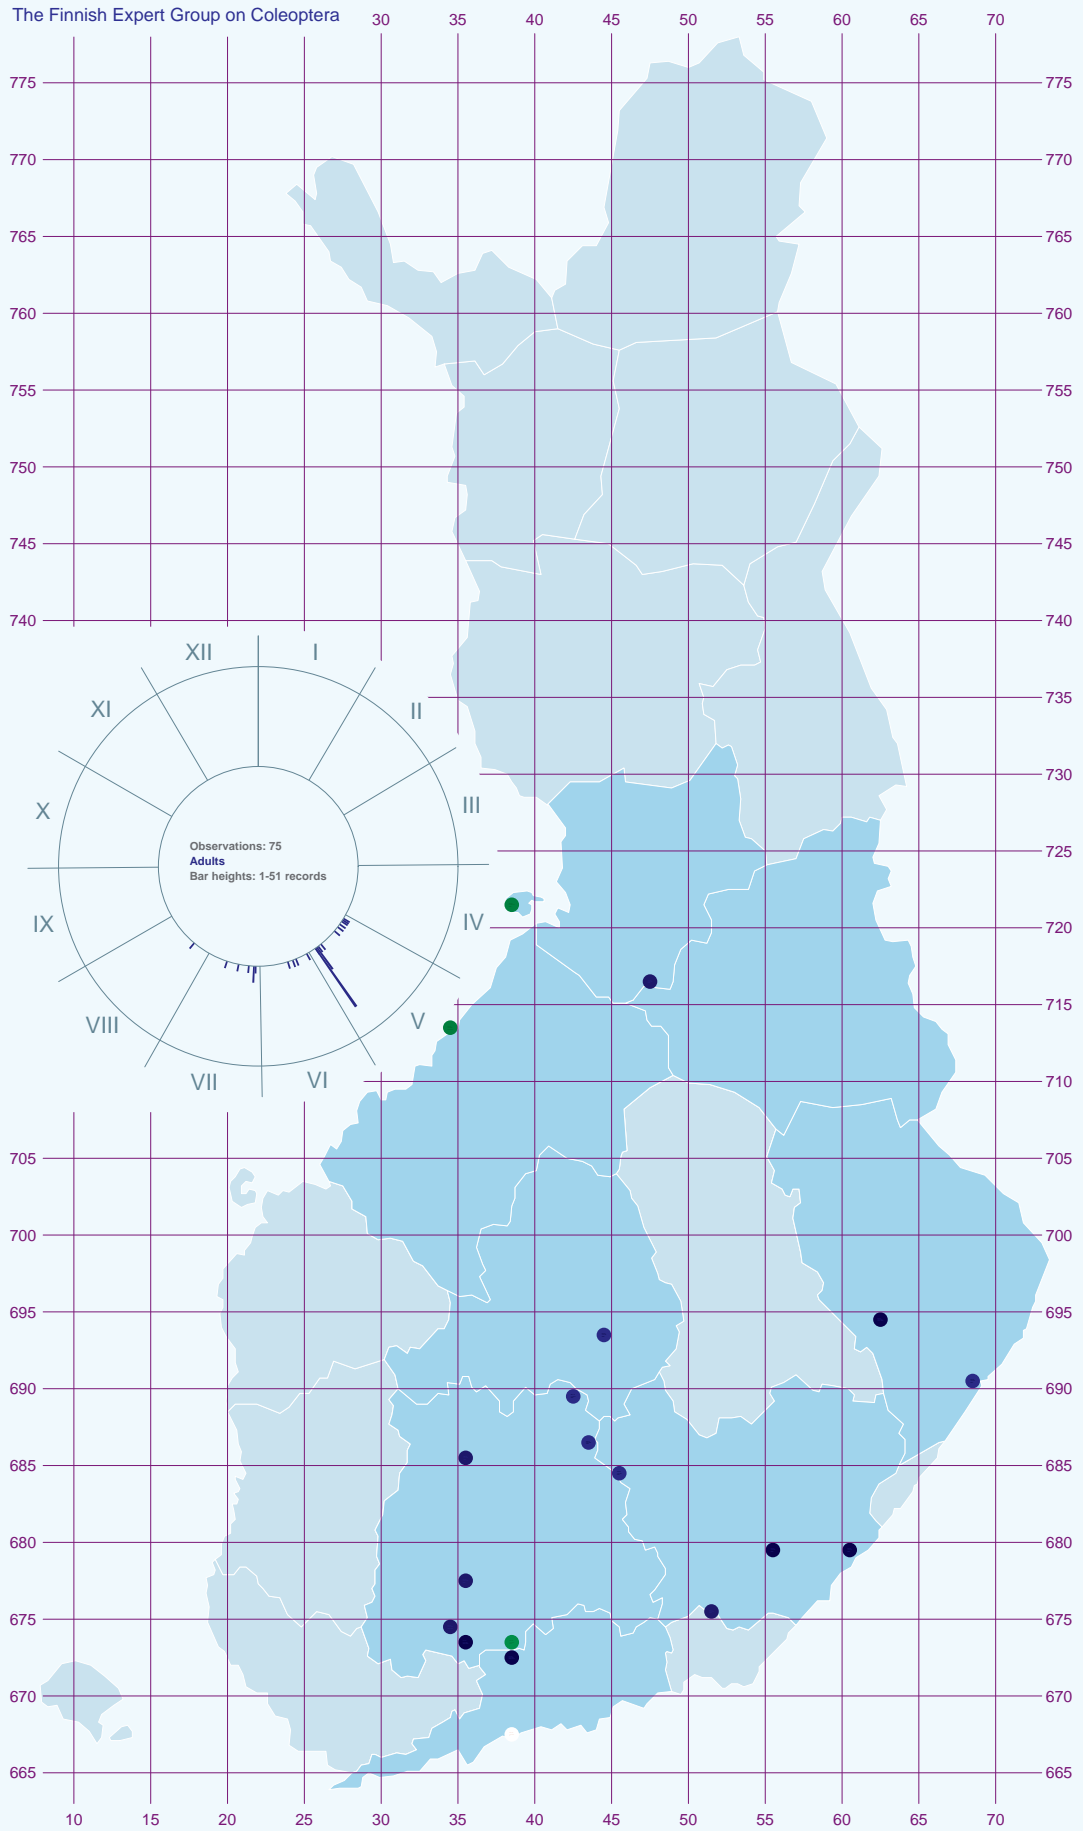 The Finnish Expert Group on Coleoptera 30 35 40 45 50 55 60 65 70
775 775
770 770
765 765
760 760
755 755
750 750
745 745
740 740
XII I
XI II
735
730
X III
725
Observations: 75
Adults
Bar heights: 1-51 records
IX IV
720
715
VIII V
VII VI
710
705 705
700 700
695 695
690 690
685 685
680 680
675 675
670 670
665 665
10 15 20 25 30 35 40 45 50 55 60 65 70